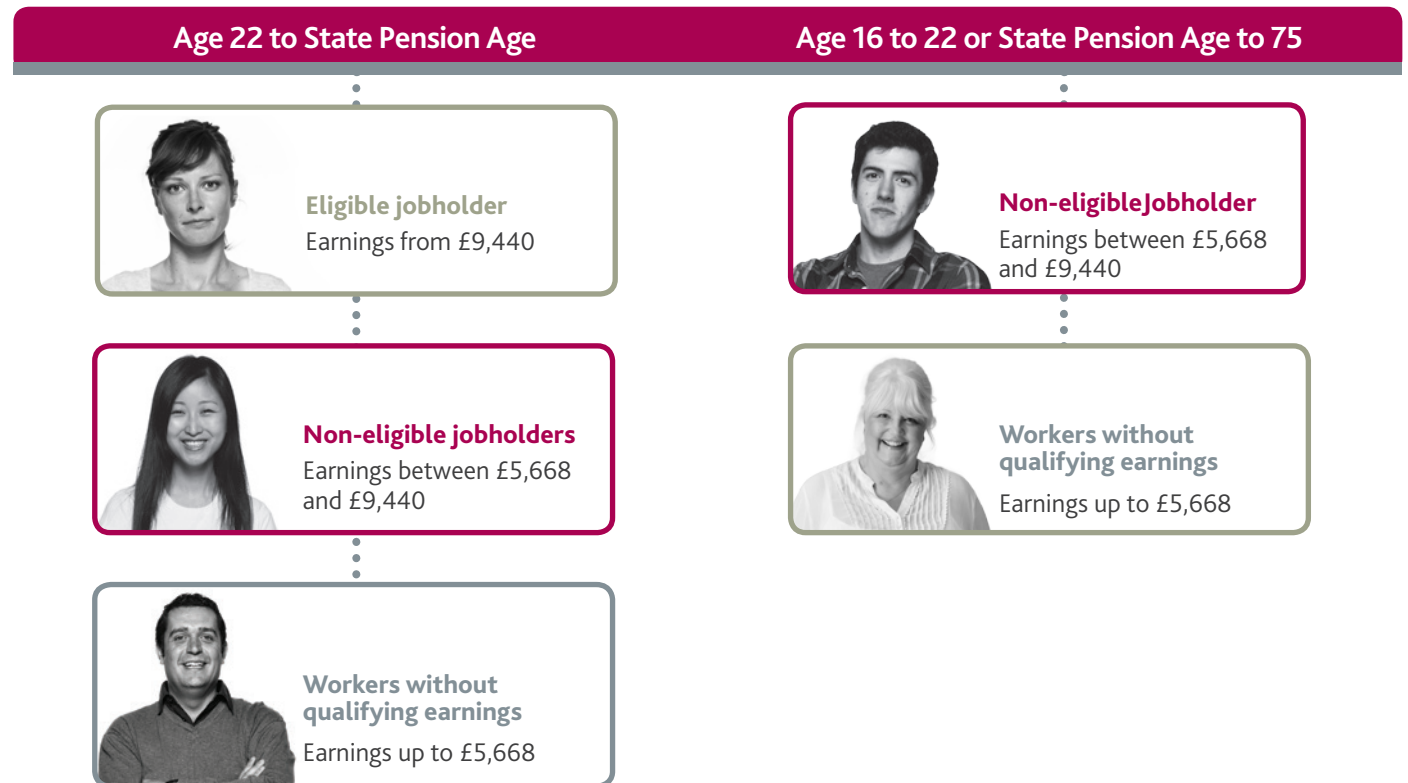 Age 22 to State Pension Age
Eligible jobholder
Earnings from £9,440
Non-eligible jobholders
Earnings between £5,668
and £9,440
Workers without
qualifying earnings
Earnings up to £5,668
Age 16 to 22 or State Pension Age to 75
Non-eligible Jobholder
Earnings between £5,668
and £9,440
Workers without
qualifying earnings
Earnings up to £5,668